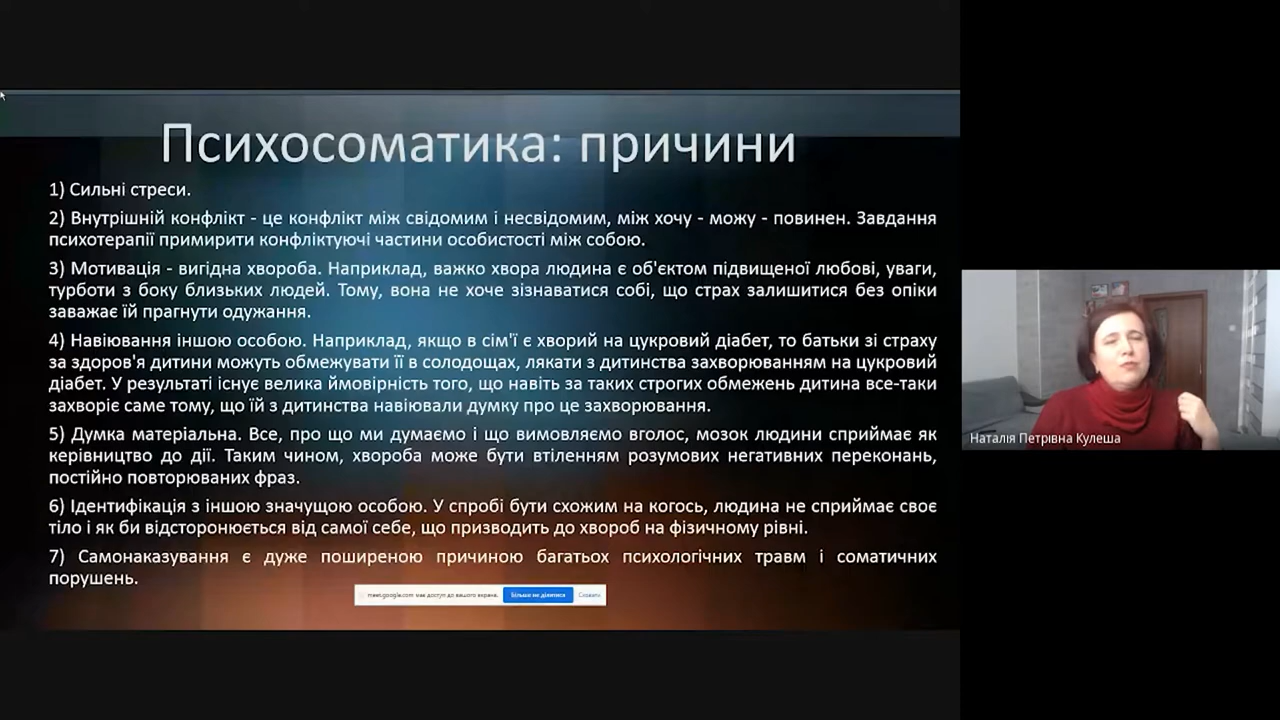 Психосоматика: причини
1) Сильні стреси.
2) Внутрішній конфлікт - це конфлікт між свідомим і несвідомим, між хочу - можу - повинен. Завдання
психотерапії примирити конфліктуючі частини особистості між собою.
3) Мотивація - вигідна хвороба. Наприклад, важко хвора людина є об'єктом підвищеної любові, уваги,
турботи з боку близьких людей. Тому, вона не хоче зізнаватися собі, що страх залишитися без опіки
заважає їй прагнути одужання.
4) Навіювання іншою особою. Наприклад, якщо в сім'ї є хворий на цукровий діабет, то батьки зі страху
за здоров'я дитини можуть обмежувати її в солодощах, лякати з дитинства захворюванням на цукровий
діабет. У результаті існує велика ймовірність того, що навіть за таких строгих обмежень дитина все-таки
захворіє саме тому, що їй з дитинства навіювали думку про це захворювання.
5) Думка матеріальна. Все, про що ми думаємо і що вимовляємо вголос, мозок людини сприймає як
керівництво до дії. Таким чином, хвороба може бути втіленням розумових негативних переконань,
постійно повторюваних фраз.
6) Ідентифікація з іншою значущою особою. У спробі бути схожим на когось, людина не сприймає своє
тіло і як би відсторонюється від самої себе, що призводить до хвороб на фізичному рівні.
7) Самонаказування є дуже поширеною причиною багатьох психологічних травм і соматичних
порушень.
meet.google.com має доступ до вашого екрана. Більше не ділитися Сховати
Наталія Петрівна Кулеша